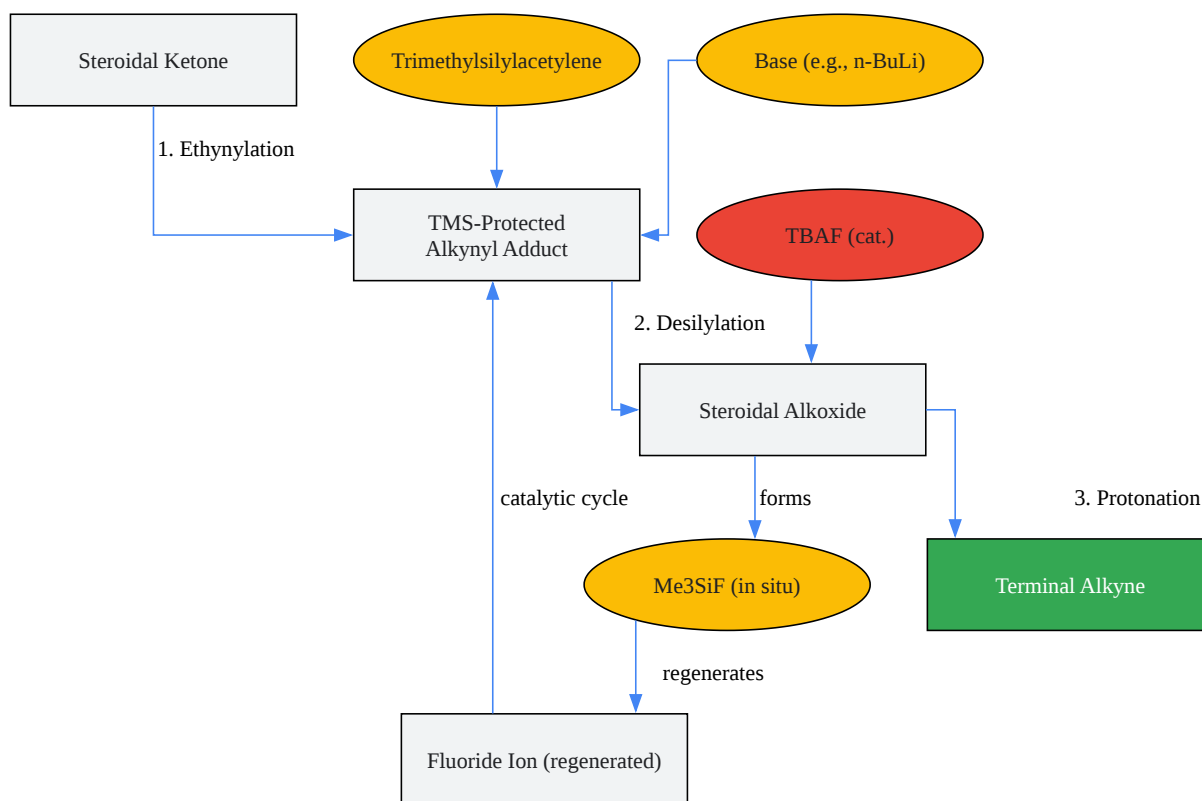 Steroidal Ketone
Trimethylsilylacetylene
Base (e.g., n-BuLi)
1. Ethynylation
TMS-Protected
Alkynyl Adduct
TBAF (cat.)
2. Desilylation
Steroidal Alkoxide
catalytic cycle
forms
3. Protonation
Me3SiF (in situ)
Terminal Alkyne
regenerates
Fluoride Ion (regenerated)